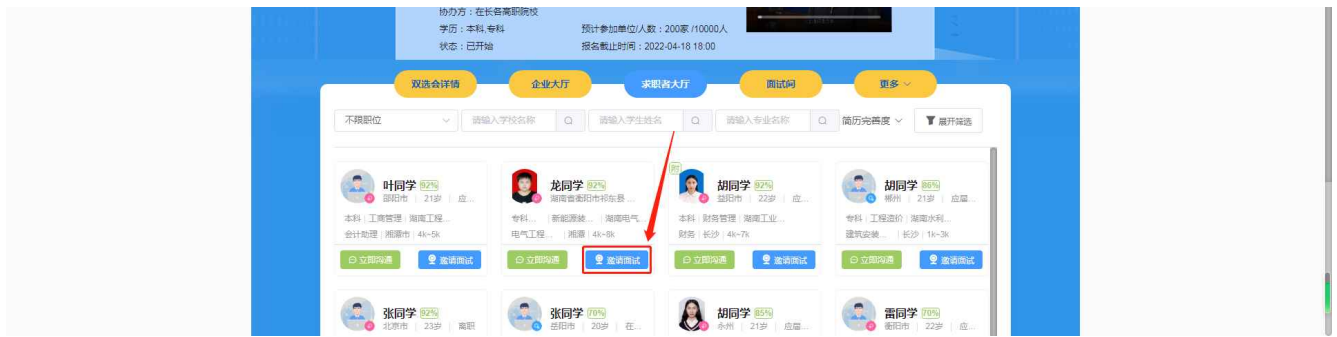 协办方：在长各高职院校
学历：本科,专科 预计参加单位/人数：200家 /10000人
状态：已开始 报名截止时间：2022-04-18 18:00
双选会详情 企业大厅 求职者大厅 面试间 更多
不限职位 请输入学校名称 请输入学生姓名 请输入专业名称 简历完善度 展开筛选
附
叶同学 92% 龙同学 92% 胡同学 92% 胡同学 86%
邵阳市 | 21岁 | 应... 湖南省衡阳市祁东县... 益阳市 | 22岁 | 应... 郴州 | 21岁 | 应届...
本科 | 工商管理 | 湖南工程... 专科... | 新能源装... | 湖南电气... 本科 | 财务管理 | 湖南工业... 专科 | 工程造价 | 湖南水利...
会计助理 | 湘潭市 | 4k~5k 电气工程... | 湘潭 | 4k~8k 财务 | 长沙 | 4k~7k 建筑安装... | 长沙 | 1k~3k
立即沟通 邀请面试 立即沟通 邀请面试 立即沟通 邀请面试 立即沟通 邀请面试
张同学 92% 张同学 70% 胡同学 85% 雷同学 70%
北京市 | 23岁 | 离职 岳阳市 | 20岁 | 在... 永州 | 21岁 | 应届... 衡阳市 | 22岁 | 应...